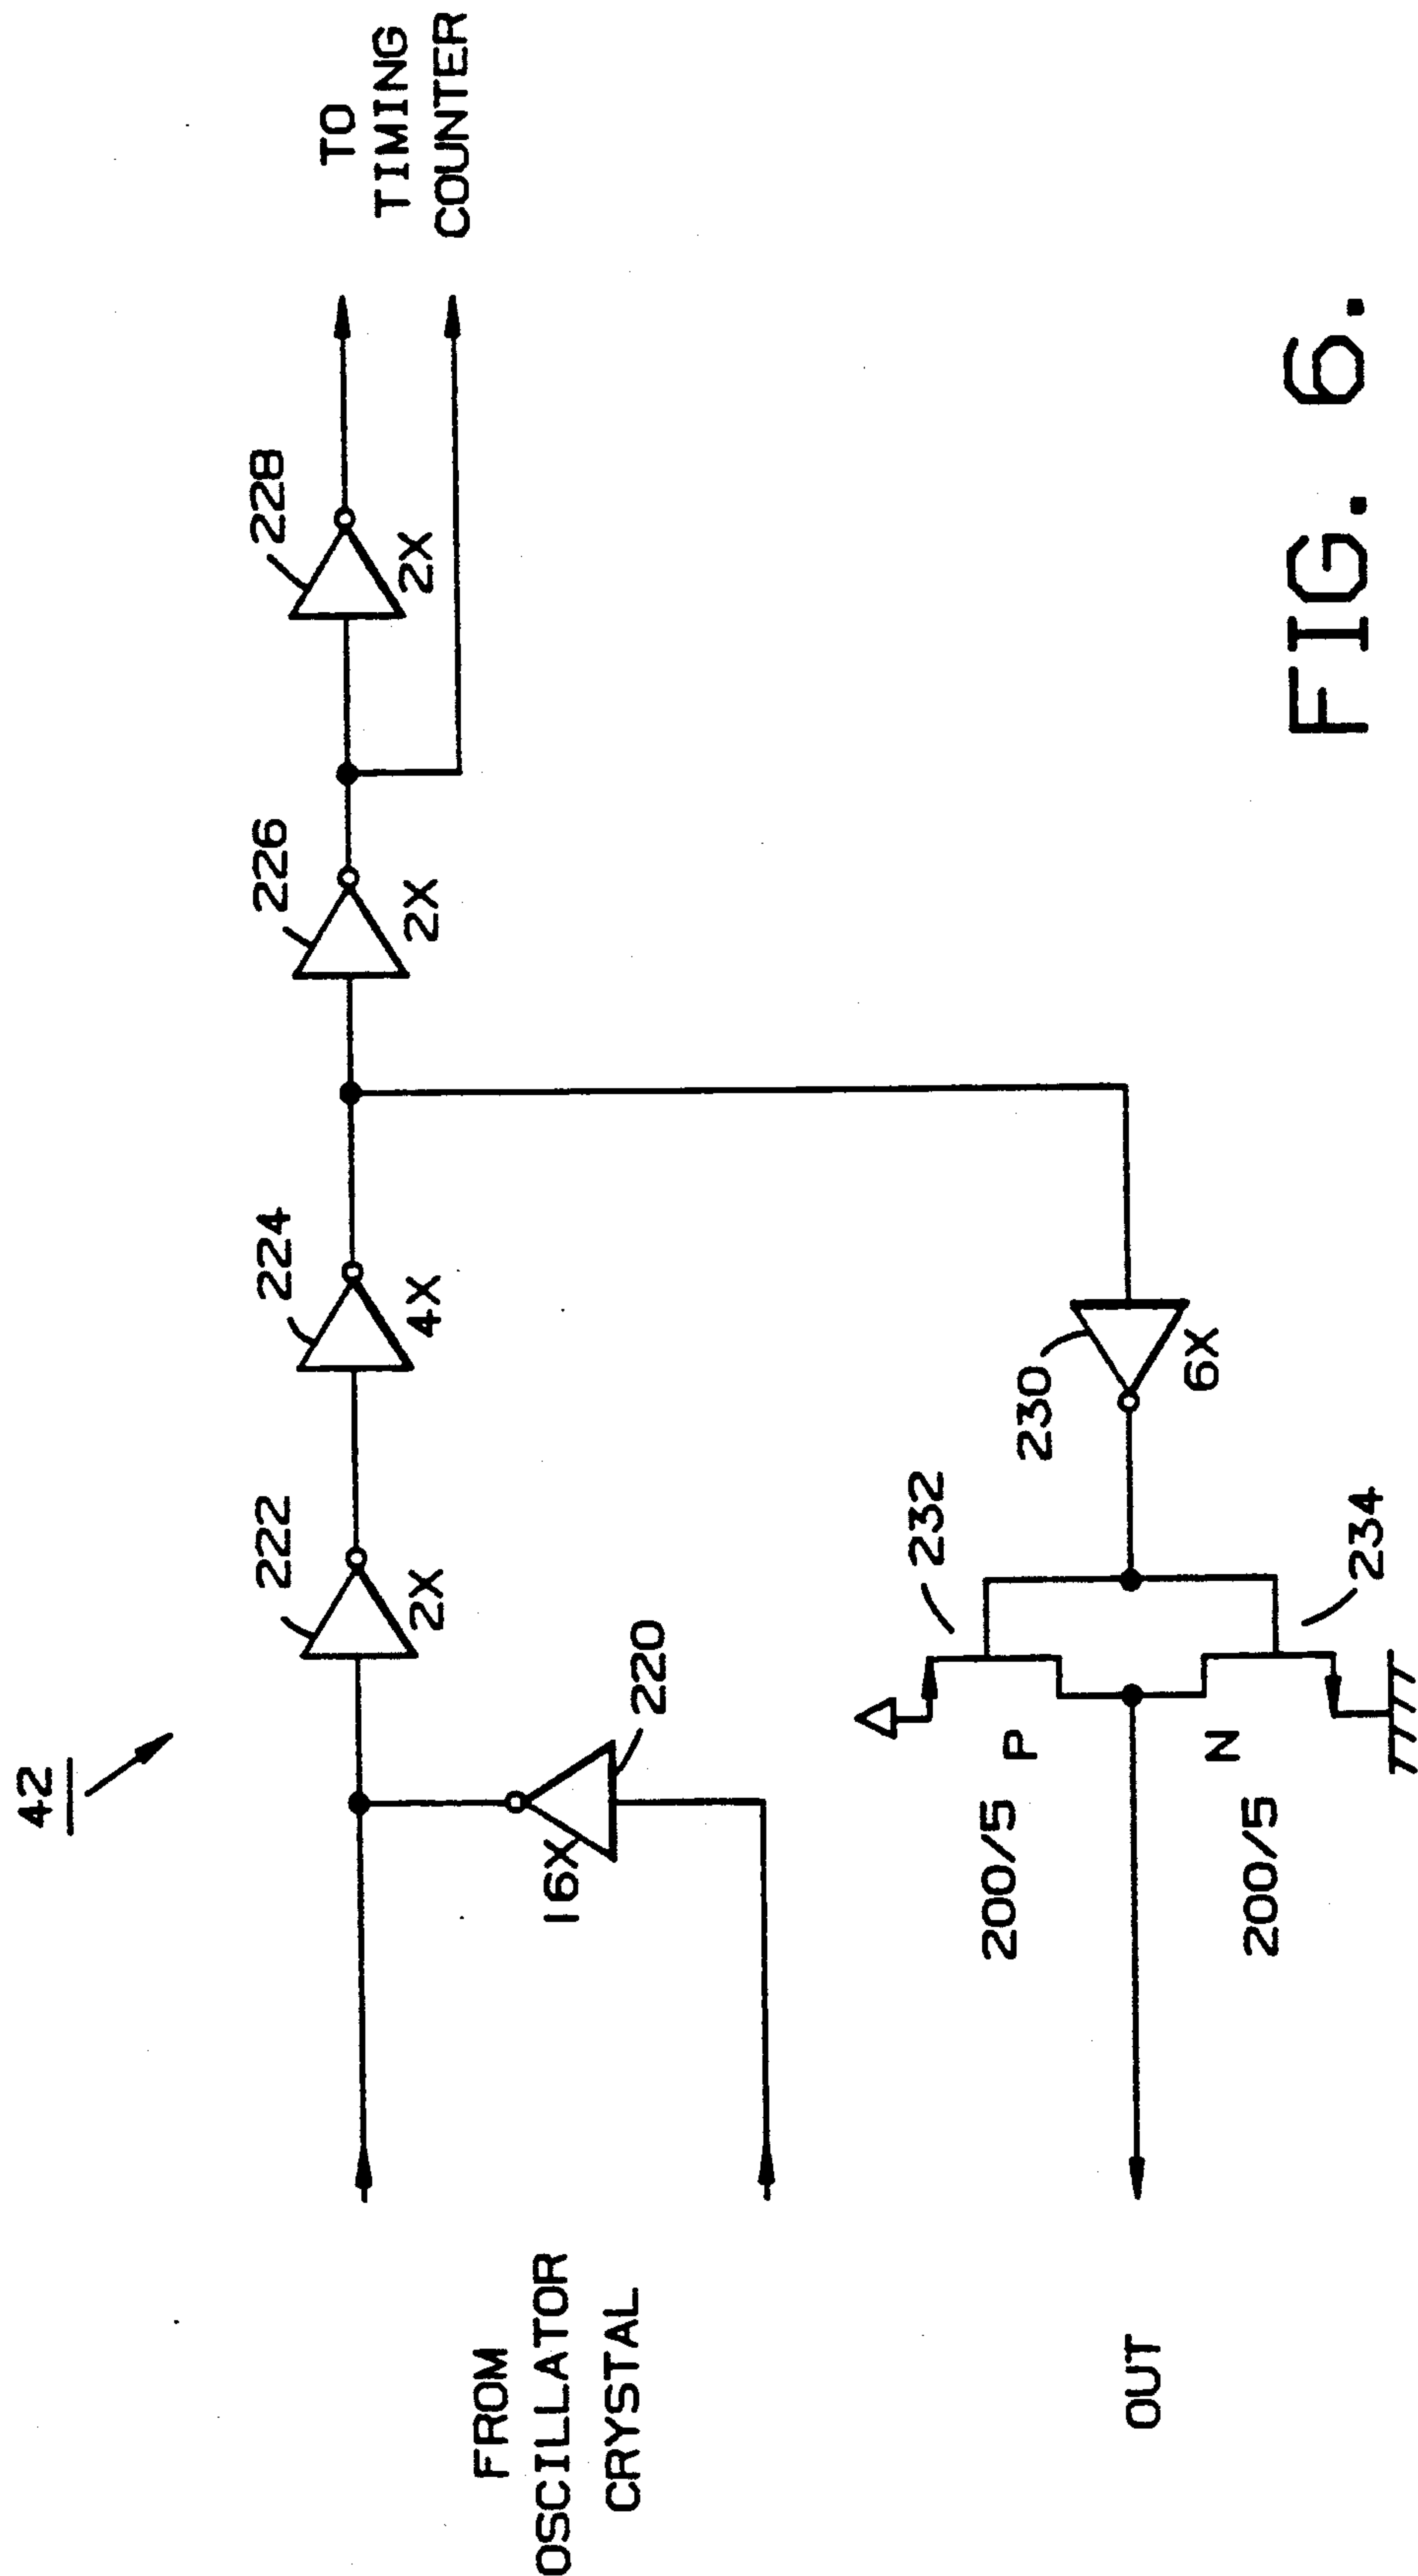 42
222
224
226
228
2X
4X
2X
2X
TO
TIMING
COUNTER
16X
220
FROM
OSCILLATOR
CRYSTAL
232
230
6X
P
200/5
N
200/5
234
OUT
FIG. 6.